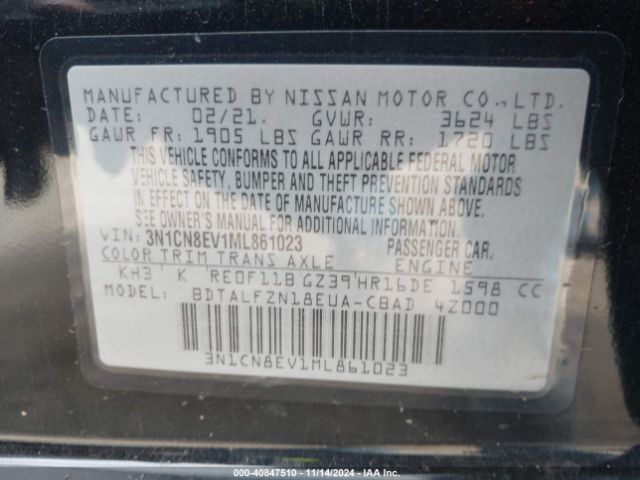 MANUFACTURED BY NISSAN MOTOR CO., LTD.
DATE: 02/21. GVWR: 3624 LBS
GAWR FR: 1905 LBS GAWR RR: 1720 LBS
THIS VEHICLE CONFORMS TO ALL APPLICABLE FEDERAL MOTOR
VEHICLE SAFETY, BUMPER AND THEFT PREVENTION STANDARDS
IN EFFECT ON THE DATE OF MANUFACTURE SHOWN ABOVE.
SEE OWNER'S MANUAL FOR ADDITIONAL INFORMATION.
VIN: 3N1CN8EV1ML861023 PASSENGER CAR.
COLOR TRIM TRANS AXLE ENGINE
KH3 K RE0F11B GZ39 HR16DE 1598 CC
MODEL: BDTALFZN18EUA-CBAD 4Z000
3N1CN8EV1ML861023
000-40847510 - 11/14/2024 - IAAI.COM